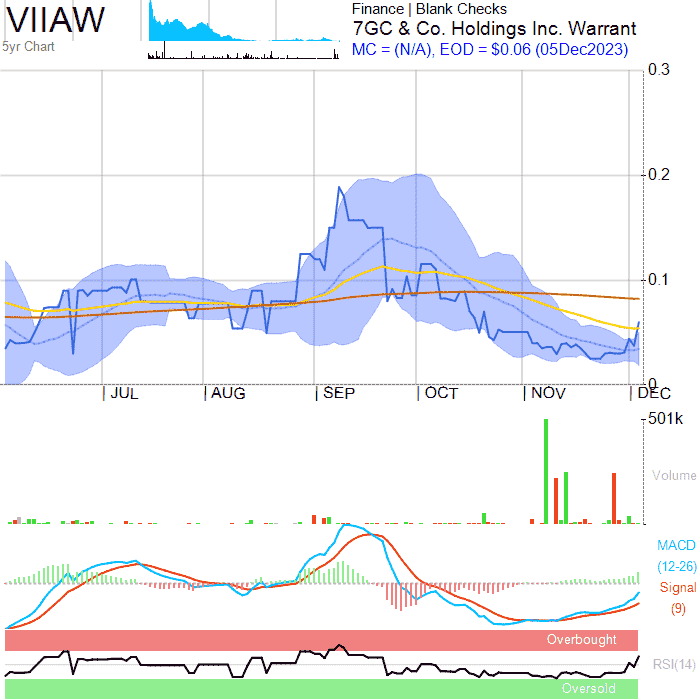 VIIAW
5yr Chart
Finance | Blank Checks
7GC & Co. Holdings Inc. Warrant
MC = (N/A), EOD = $0.06 (05Dec2023)
0.3
0.2
0.1
0
| JUL | AUG | SEP | OCT | NOV | DEC
501k
Volume
MACD
(12-26)
Signal
(9)
Overbought
RSI(14)
Oversold